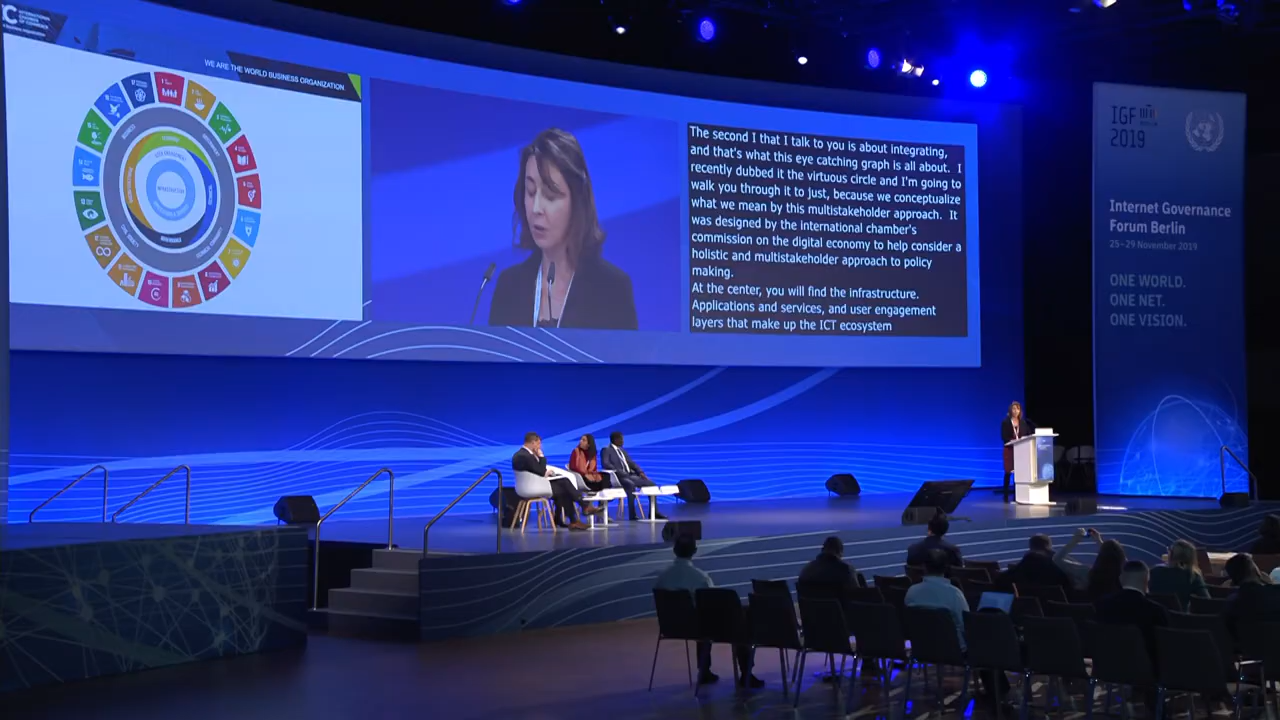 INTERNATIONAL
CHAMBER
OF COMMERCE
WE ARE THE WORLD BUSINESS ORGANIZATION
INFRASTRUCTURE
The second I that I talk to you is about integrating,
and that's what this eye catching graph is all about. I
recently dubbed it the virtuous circle and I'm going to
walk you through it to just, because we conceptualize
what we mean by this multistakeholder approach. It
was designed by the international chamber's
commission on the digital economy to help consider a
holistic and multistakeholder approach to policy
making.
At the center, you will find the infrastructure.
Applications and services, and user engagement
layers that make up the ICT ecosystem
IGF
2019
Internet Governance
Forum Berlin
25–29 November 2019
ONE WORLD.
ONE NET.
ONE VISION.